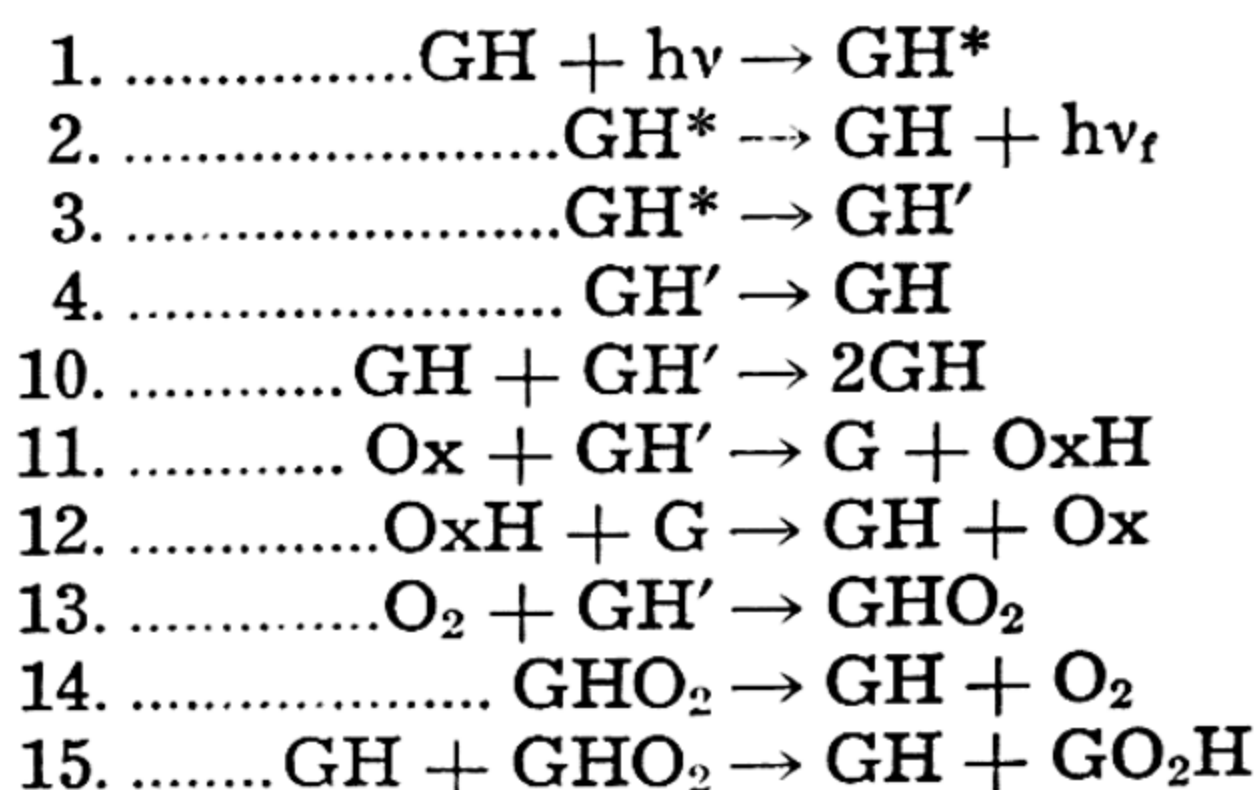 1. ................GH + hν → GH*
2. ........................GH* --→ GH + hν_f
3. ........................GH* → GH′
4. ........................ GH′ → GH
10. ............GH + GH′ → 2GH
11. ............ Ox + GH′ → G + OxH
12. ..............OxH + G → GH + Ox
13. ..............O₂ + GH′ → GHO₂
14. .................... GHO₂ → GH + O₂
15. ........GH + GHO₂ → GH + GO₂H